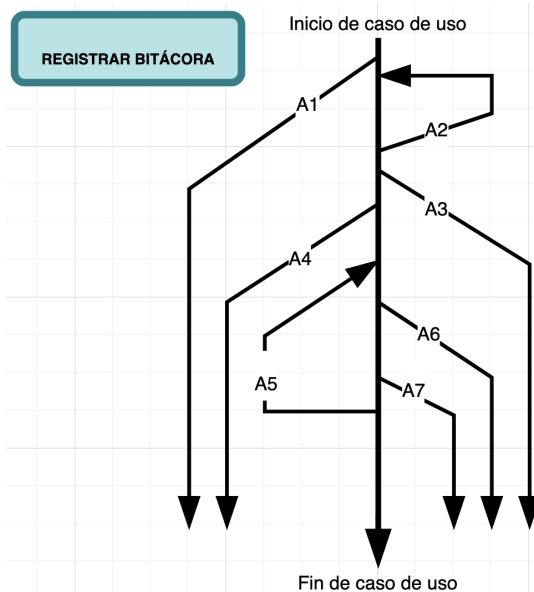 Inicio de caso de uso
REGISTRAR BITÁCORA
A1
A2
A3
A4
A6
A5
A7
Fin de caso de uso